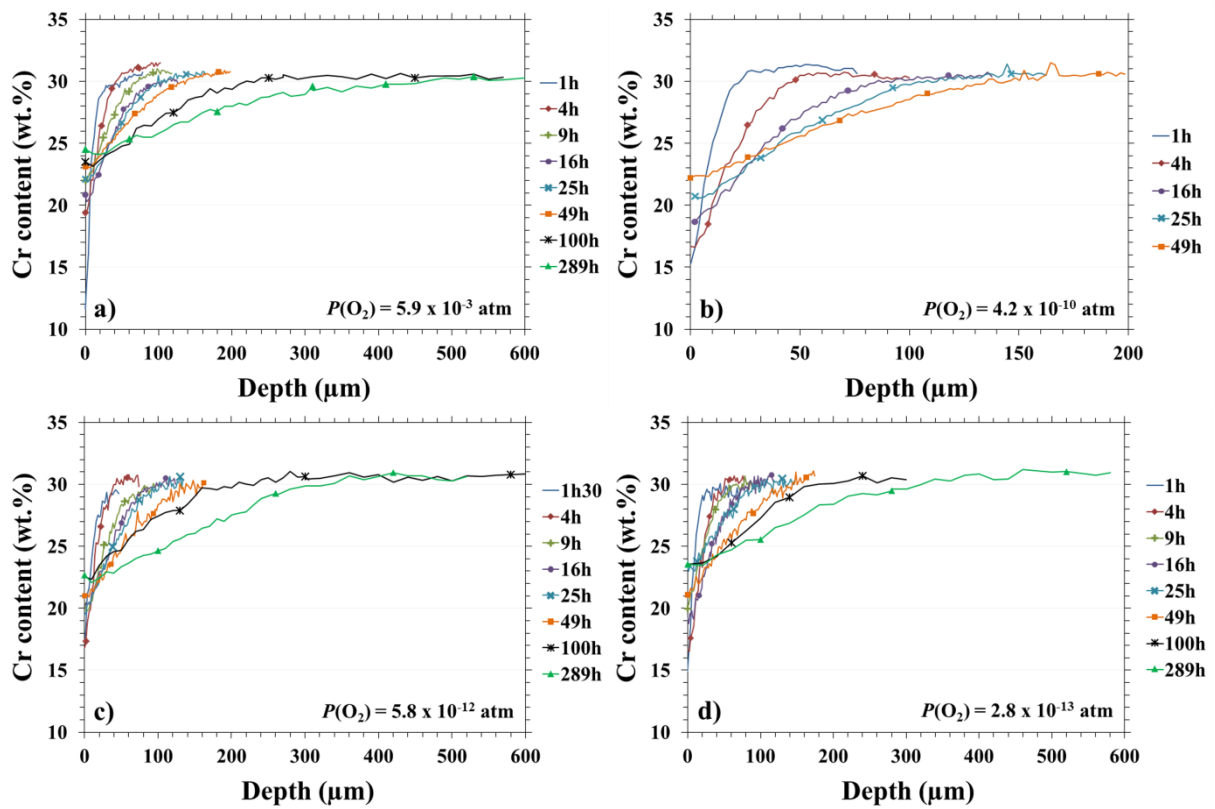 35
30
25
20
15
10
Cr content (wt.%)
0 100 200 300 400 500 600
Depth (µm)
a)
P(O₂) = 5.9 x 10⁻³ atm
1h
4h
9h
16h
25h
49h
100h
289h
35
30
25
20
15
10
Cr content (wt.%)
0 50 100 150 200
Depth (µm)
b)
P(O₂) = 4.2 x 10⁻¹⁰ atm
1h
4h
16h
25h
49h
35
30
25
20
15
10
Cr content (wt.%)
0 100 200 300 400 500 600
Depth (µm)
c)
P(O₂) = 5.8 x 10⁻¹² atm
1h30
4h
9h
16h
25h
49h
100h
289h
35
30
25
20
15
10
Cr content (wt.%)
0 100 200 300 400 500 600
Depth (µm)
d)
P(O₂) = 2.8 x 10⁻¹³ atm
1h
4h
9h
16h
25h
49h
100h
289h